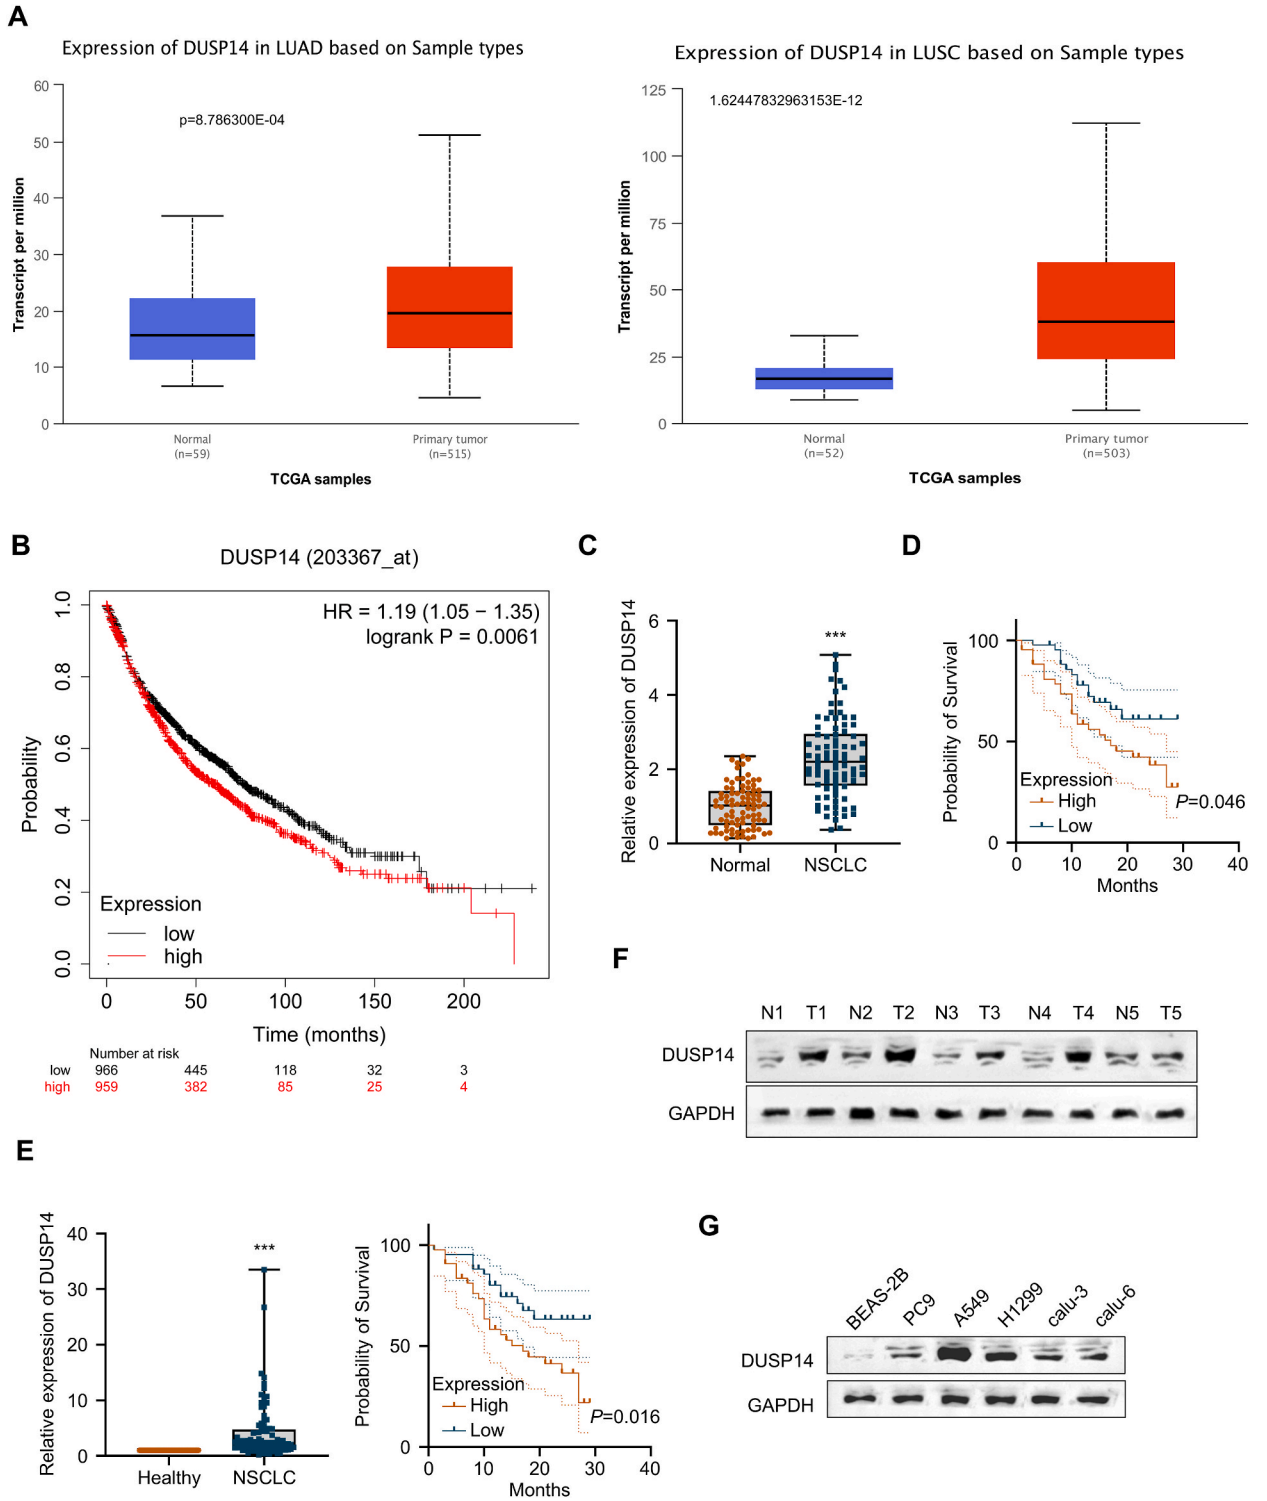 A
Expression of DUSP14 in LUAD based on Sample types
60
50
40
30
20
10
0
Transcript per million
p=8.786300E-04
Normal
(n=59)
Primary tumor
(n=515)
TCGA samples
Expression of DUSP14 in LUSC based on Sample types
125
100
75
50
25
0
Transcript per million
1.62447832963153E-12
Normal
(n=52)
Primary tumor
(n=503)
TCGA samples
B
DUSP14 (203367_at)
HR = 1.19 (1.05 − 1.35)
logrank P = 0.0061
Probability
1.0
0.8
0.6
0.4
0.2
0.0
Expression
low
high
0 50 100 150 200
Time (months)
Number at risk
low 966 445 118 32 3
high 959 382 85 25 4
C
Relative expression of DUSP14
6
4
2
0
***
Normal NSCLC
D
Probability of Survival
100
50
0
Expression
High
Low
P=0.046
0 10 20 30 40
Months
F
N1 T1 N2 T2 N3 T3 N4 T4 N5 T5
DUSP14
GAPDH
E
Relative expression of DUSP14
40
30
20
10
0
***
Healthy NSCLC
Probability of Survival
100
50
0
Expression
High
Low
P=0.016
0 10 20 30 40
Months
G
BEAS-2B PC9 A549 H1299 calu-3 calu-6
DUSP14
GAPDH